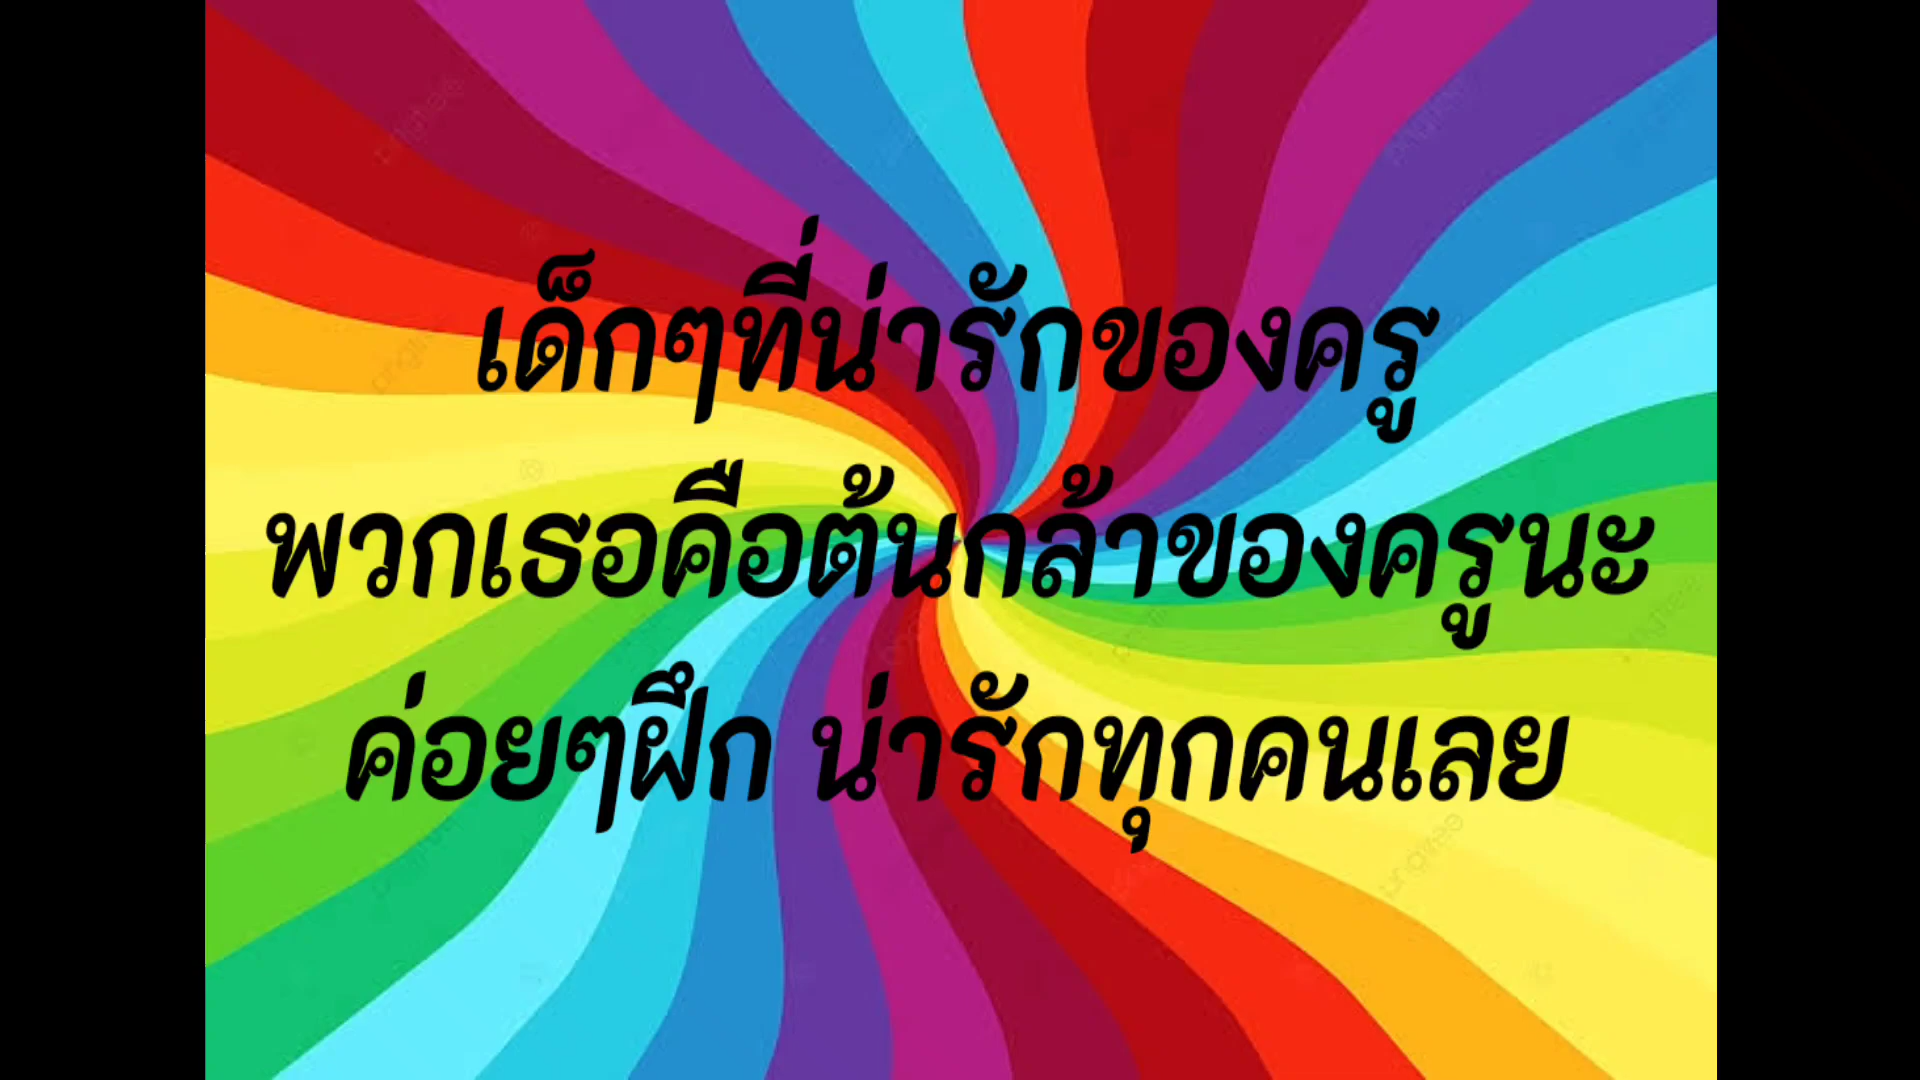 เด็กๆที่น่ารักของครู
พวกเธอคือต้นกล้าของครูนะ
ค่อยๆฝึก น่ารักทุกคนเลย